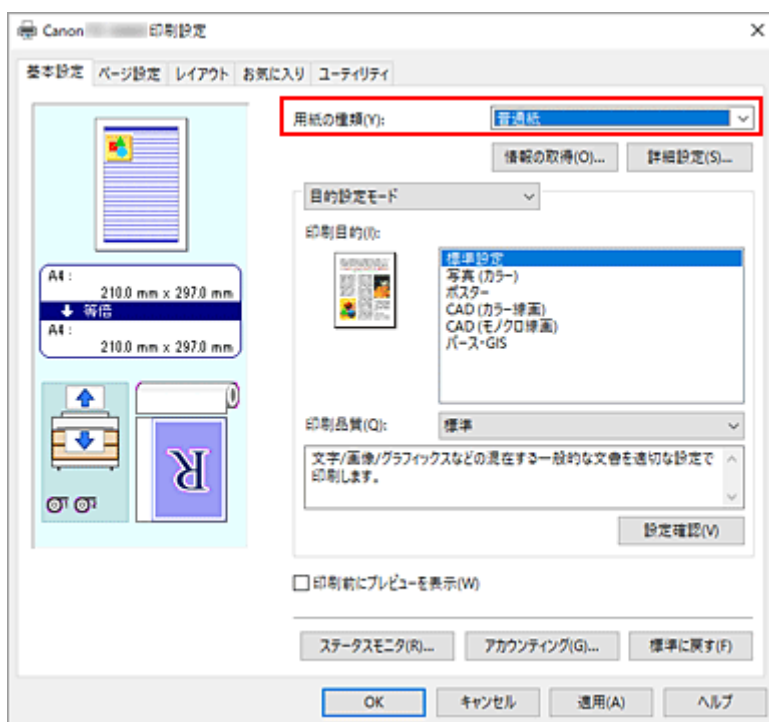 Canon 印刷設定
基本設定 ページ設定 レイアウト お気に入り ユーティリティ
用紙の種類(Y): 普通紙
情報の取得(O)... 詳細設定(S)...
目的設定モード
印刷目的(I):
標準設定
写真 (カラー)
ポスター
CAD (カラー線画)
CAD (モノクロ線画)
パース・GIS
A4 :
210.0 mm x 297.0 mm
等倍
A4 :
210.0 mm x 297.0 mm
R
印刷品質(Q): 標準
文字/画像/グラフィックスなどの混在する一般的な文書を適切な設定で
印刷します。
設定確認(V)
印刷前にプレビューを表示(W)
ステータスモニタ(R)... アカウンティング(G)... 標準に戻す(F)
OK キャンセル 適用(A) ヘルプ